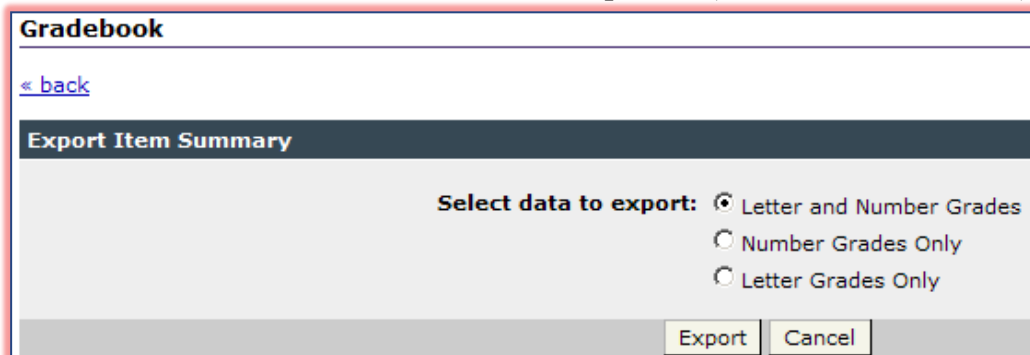 Gradebook
« back
Export Item Summary
Select data to export: Letter and Number Grades
Number Grades Only
Letter Grades Only
Export Cancel